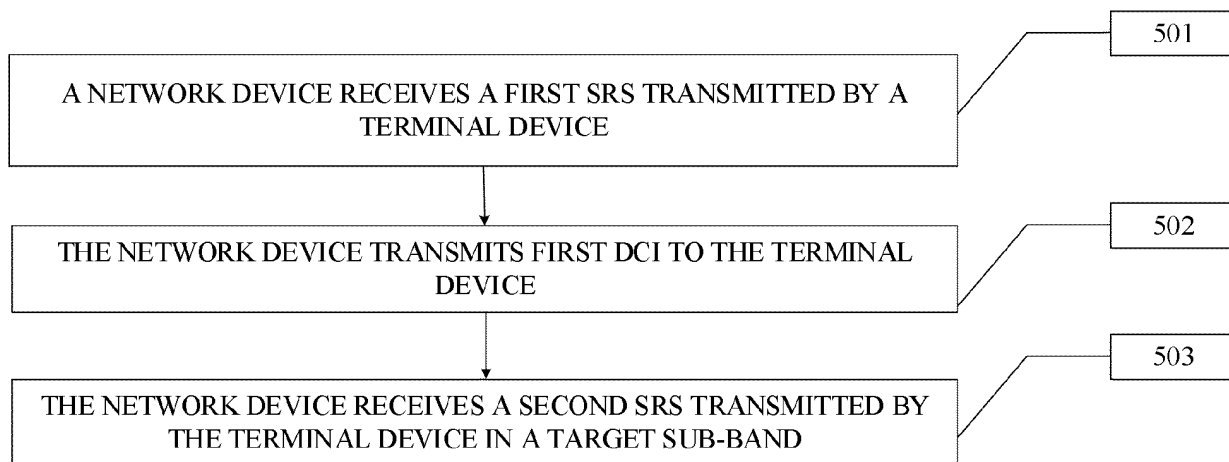 501
A NETWORK DEVICE RECEIVES A FIRST SRS TRANSMITTED BY A
TERMINAL DEVICE
502
THE NETWORK DEVICE TRANSMITS FIRST DCI TO THE TERMINAL
DEVICE
503
THE NETWORK DEVICE RECEIVES A SECOND SRS TRANSMITTED BY
THE TERMINAL DEVICE IN A TARGET SUB-BAND